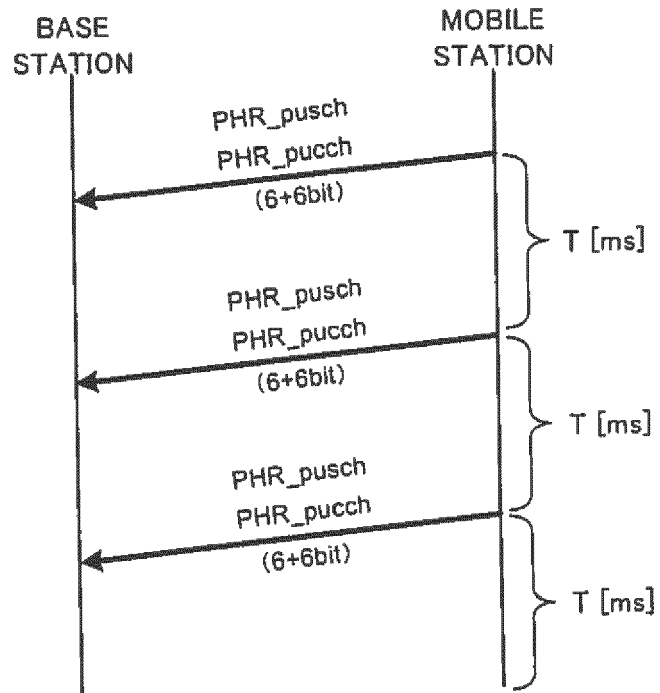 BASE
STATION
MOBILE
STATION
PHR_pusch
PHR_pucch
(6+6bit)
T [ms]
PHR_pusch
PHR_pucch
(6+6bit)
T [ms]
PHR_pusch
PHR_pucch
(6+6bit)
T [ms]